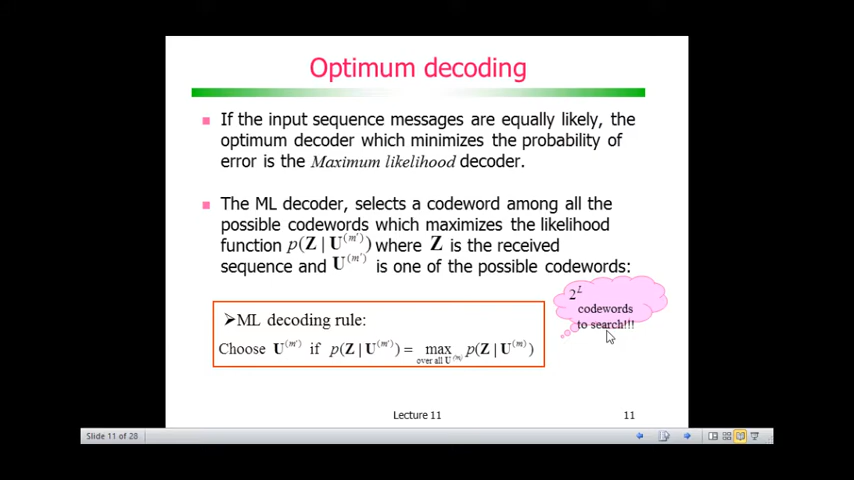 Optimum decoding
If the input sequence messages are equally likely, the
optimum decoder which minimizes the probability of
error is the Maximum likelihood decoder.
The ML decoder, selects a codeword among all the
possible codewords which maximizes the likelihood
function p(Z | U^(m′)) where Z is the received
sequence and U^(m′) is one of the possible codewords:
2^L
codewords
to search!!!
➢ML decoding rule:
Choose U^(m′) if p(Z | U^(m′)) = max p(Z | U^(m))
over all U^(m)
Lecture 11
11
Slide 11 of 28